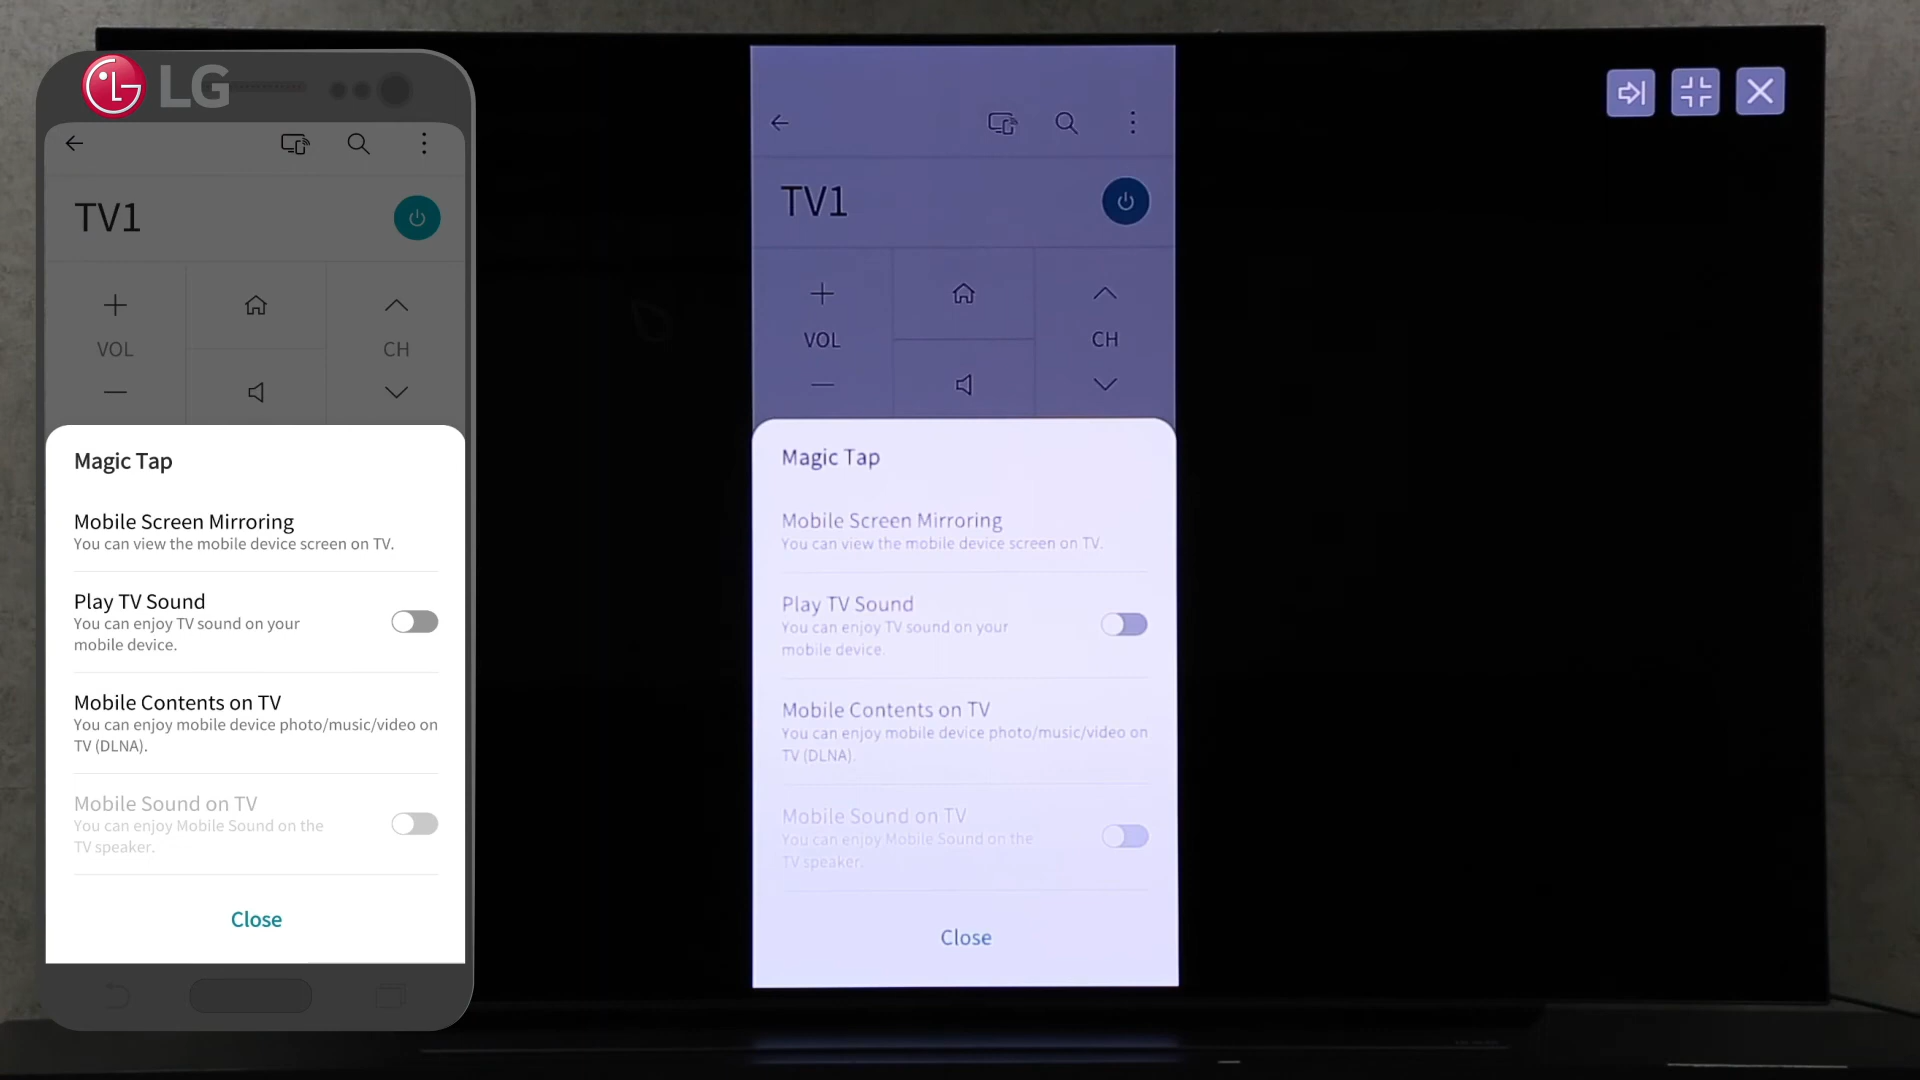 LG
TV1
VOL
CH
Magic Tap
Mobile Screen Mirroring
You can view the mobile device screen on TV.
Play TV Sound
You can enjoy TV sound on your
mobile device.
Mobile Contents on TV
You can enjoy mobile device photo/music/video on
TV (DLNA).
Mobile Sound on TV
You can enjoy Mobile Sound on the
TV speaker.
Close
TV1
VOL
CH
Magic Tap
Mobile Screen Mirroring
You can view the mobile device screen on TV.
Play TV Sound
You can enjoy TV sound on your
mobile device.
Mobile Contents on TV
You can enjoy mobile device photo/music/video on
TV (DLNA).
Mobile Sound on TV
You can enjoy Mobile Sound on the
TV speaker.
Close